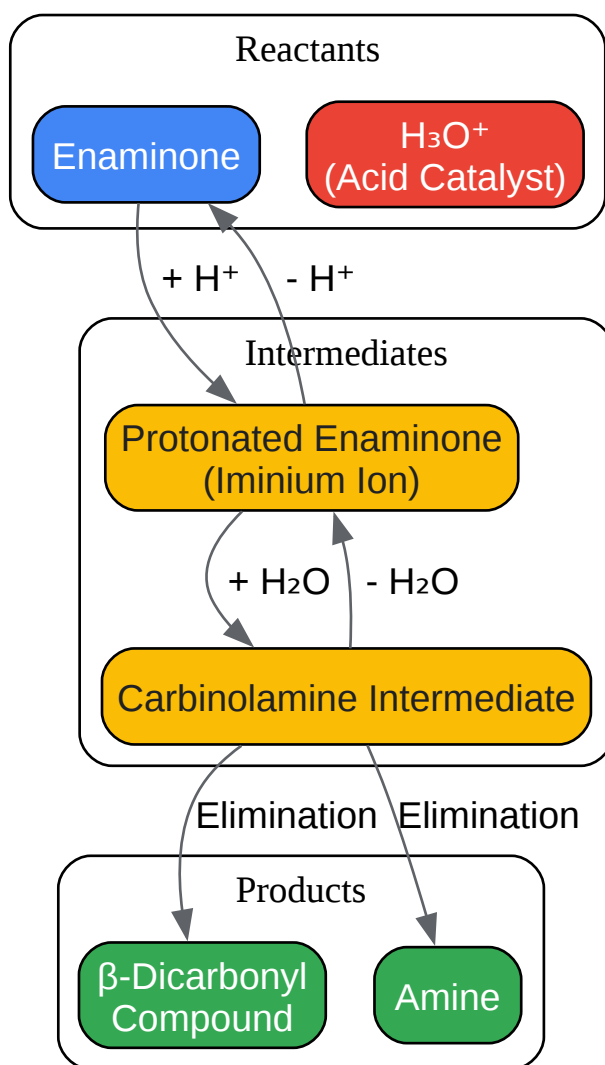 Reactants
Enaminone
H₃O⁺
(Acid Catalyst)
+ H⁺
- H⁺
Intermediates
Protonated Enaminone
(Iminium Ion)
+ H₂O
- H₂O
Carbinolamine Intermediate
Elimination
Elimination
Products
β-Dicarbonyl
Compound
Amine